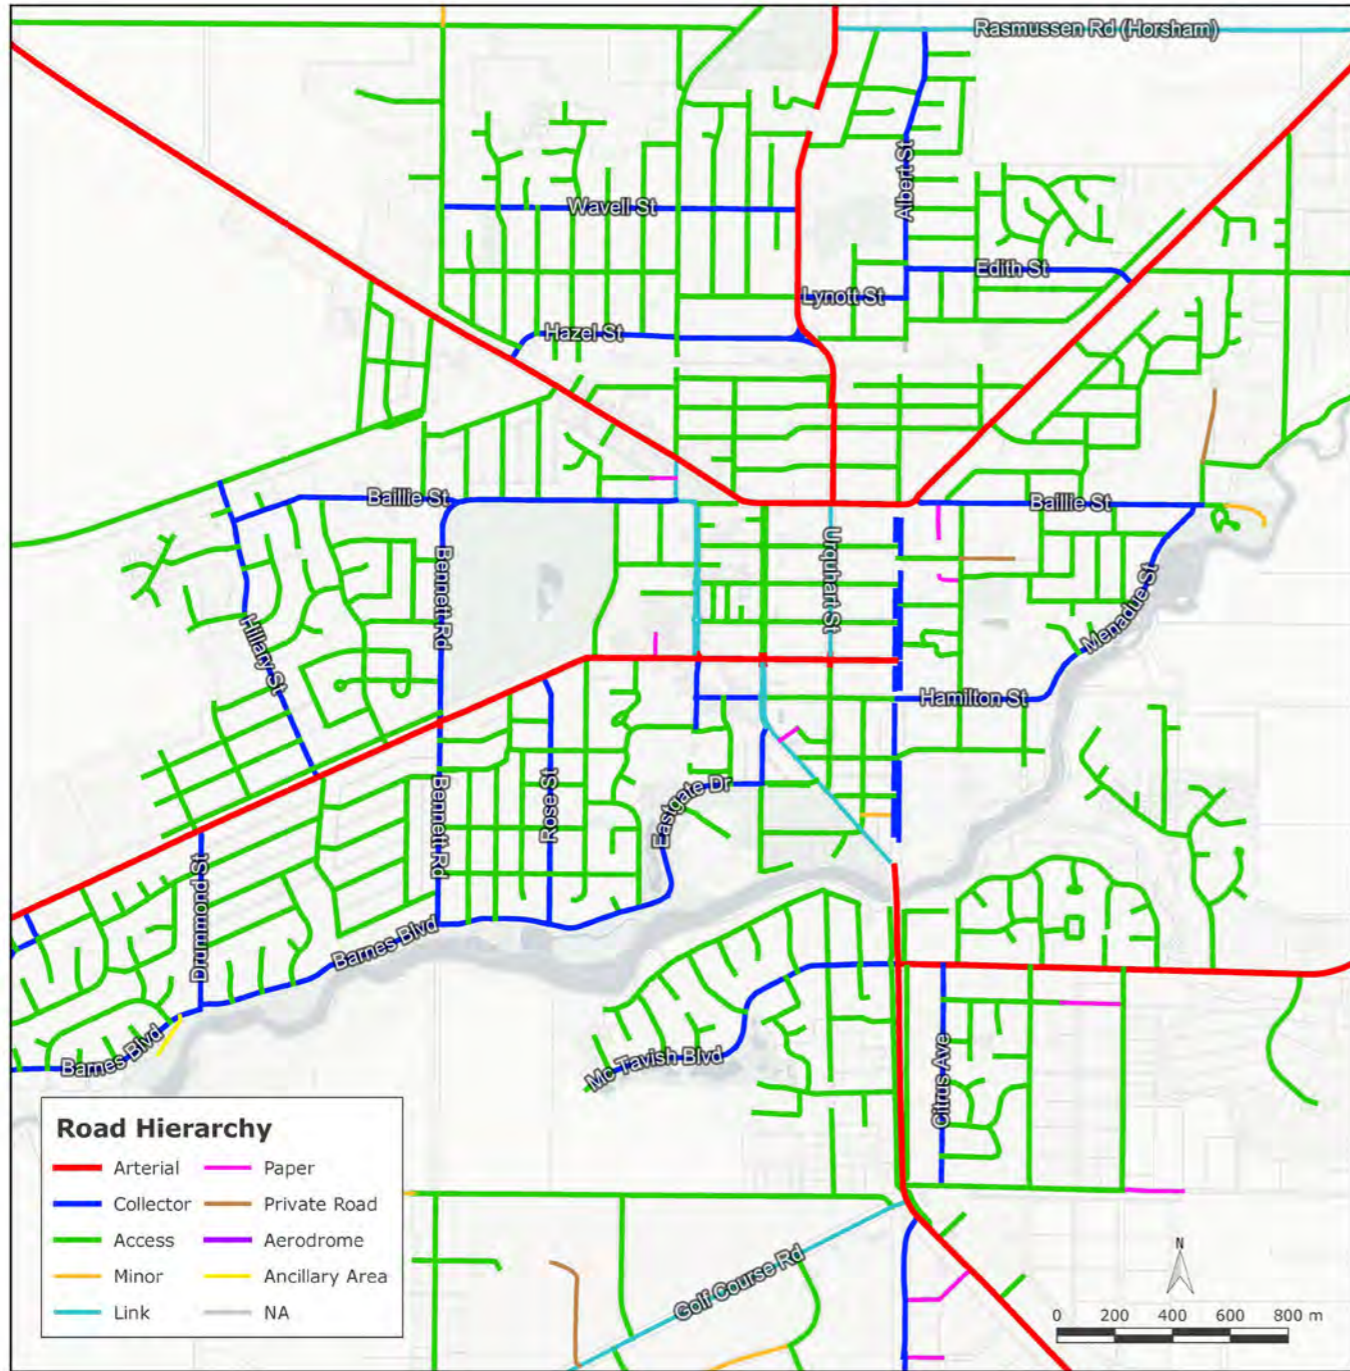 Rasmussen Rd (Horsham)
Albert St
Wavell St
Edith St
Lynott St
Hazel St
Baillie St
Baillie St
Urquhart St
Bennett Rd
Menadue St
Hillary St
Hamilton St
Bennett Rd
Rose St
Eastgate Dr
Drummond St
Barnes Blvd
Barnes Blvd
Mc Tavish Blvd
Citrus Ave
Golf Course Rd
Road Hierarchy
Arterial
Collector
Access
Minor
Link
Paper
Private Road
Aerodrome
Ancillary Area
NA
N
0 200 400 600 800 m